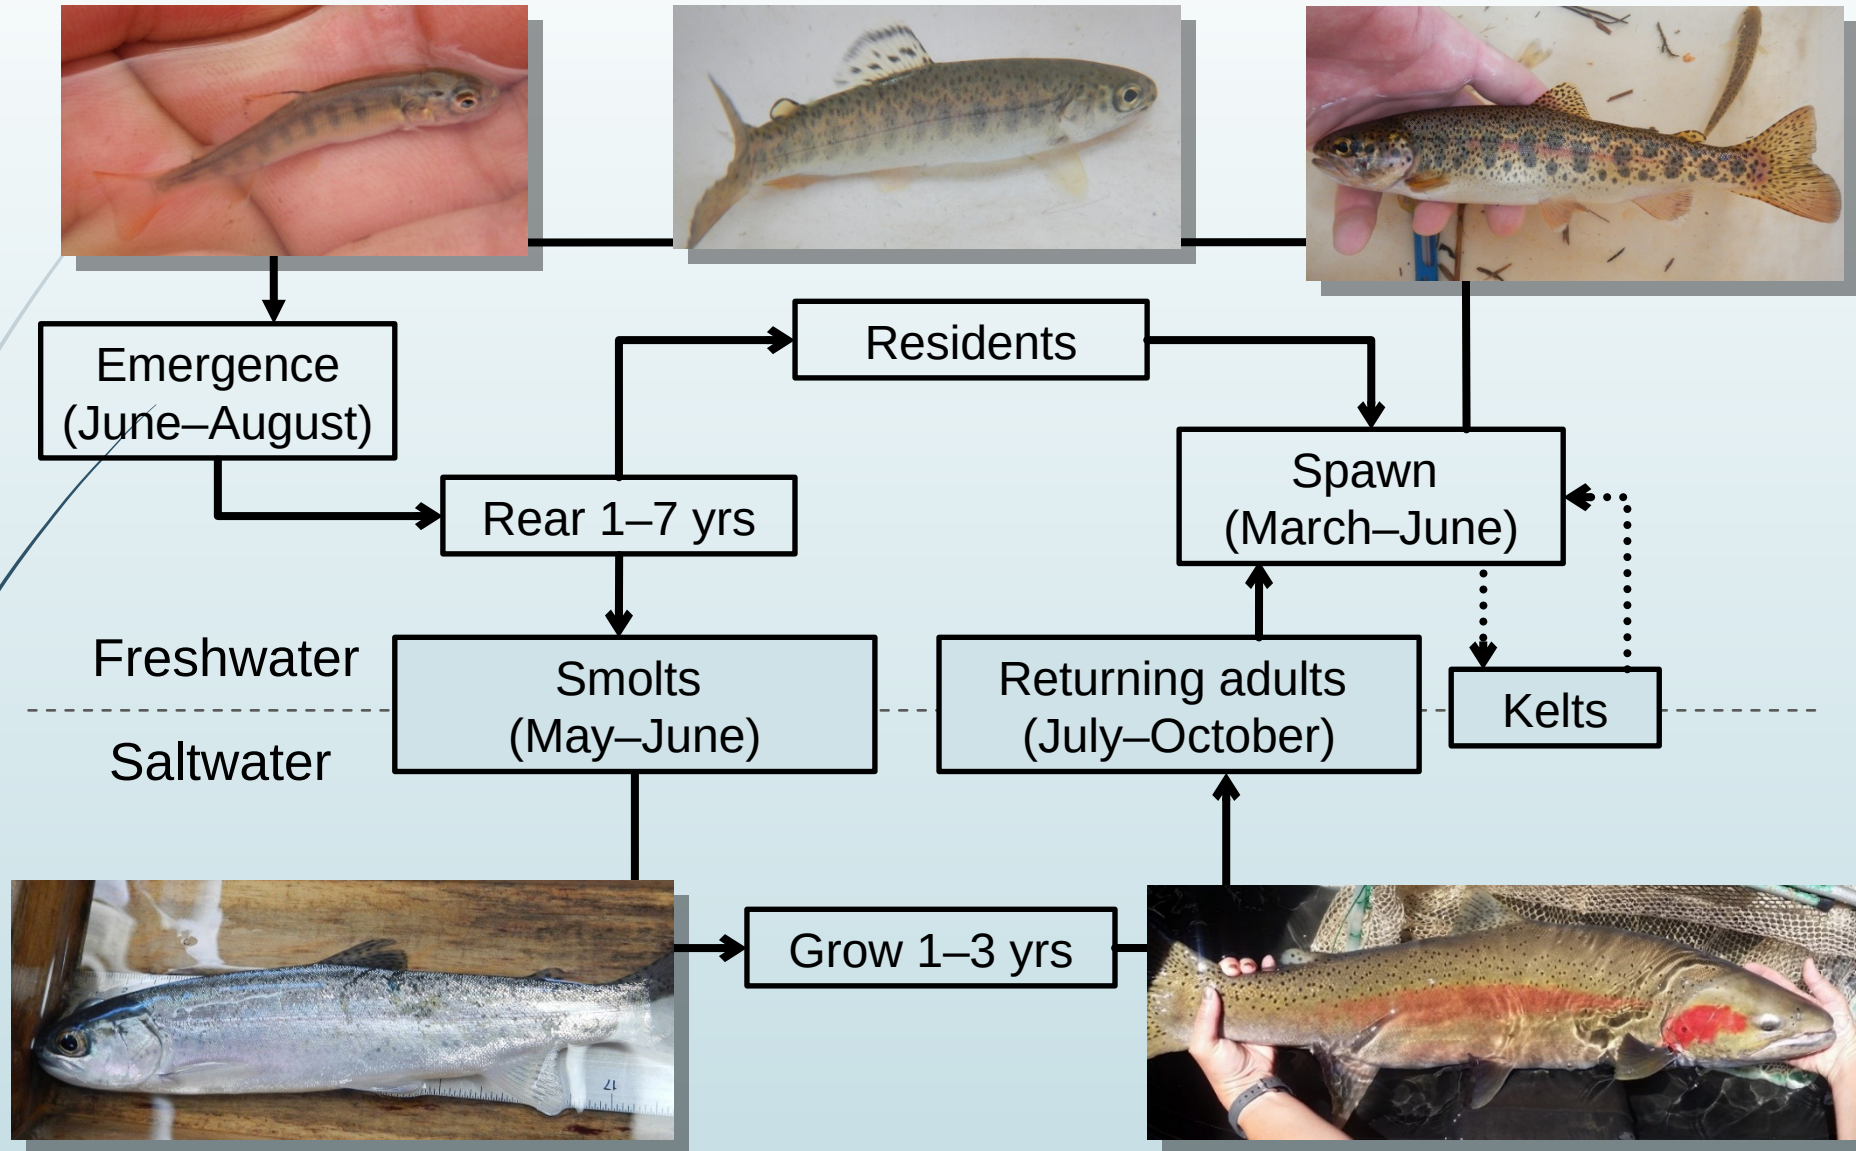 Residents
Emergence
(June–August)
Spawn
(March–June)
Rear 1–7 yrs
Freshwater
Smolts
(May–June)
Returning adults
(July–October)
Kelts
Saltwater
Grow 1–3 yrs
17